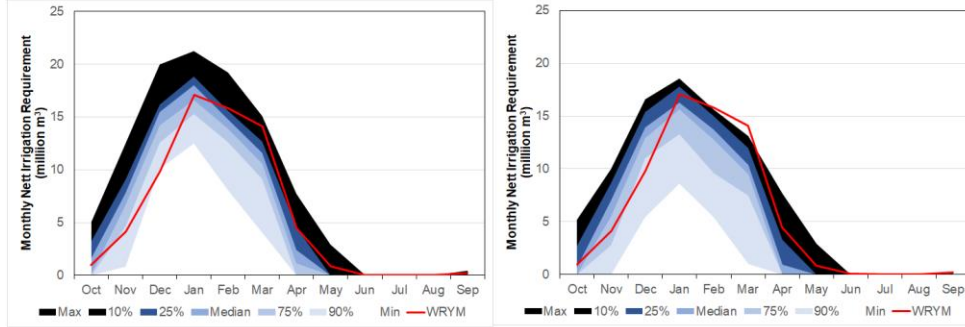 25
20
15
10
5
0
Monthly Nett Irrigation Requirement
(milliion m³)
Oct Nov Dec Jan Feb Mar Apr May Jun Jul Aug Sep
Max 10% 25% Median 75% 90% Min WRYM
25
20
15
10
5
0
Monthly Nett Irrigation Requirement
(milliion m³)
Oct Nov Dec Jan Feb Mar Apr May Jun Jul Aug Sep
Max 10% 25% Median 75% 90% Min WRYM